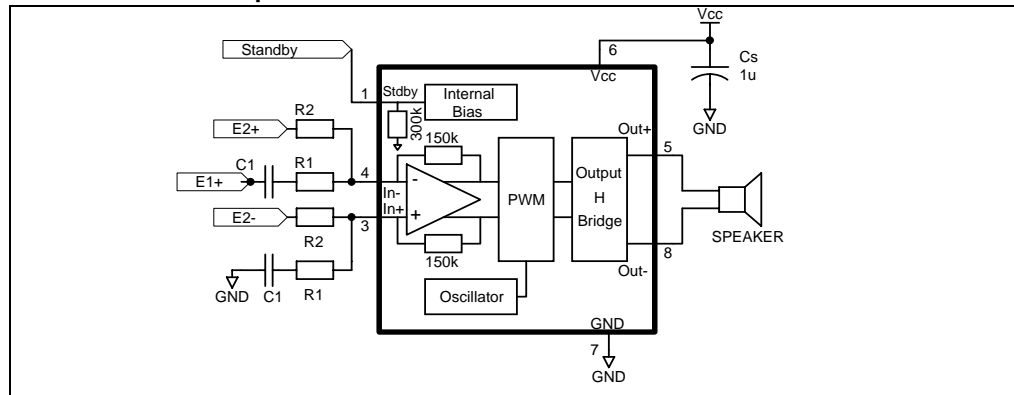 Vcc
Standby
6
Cs
Vcc
1u
1
Stdby
Internal
Bias
GND
R2
300k
Out+
E2+
150k
5
C1
R1
4
E1+
-
Output
In-
PWM
H
In+
E2-
+
Bridge
3
SPEAKER
R2
150k
8
Out-
GND
C1
R1
Oscillator
GND
7
GND